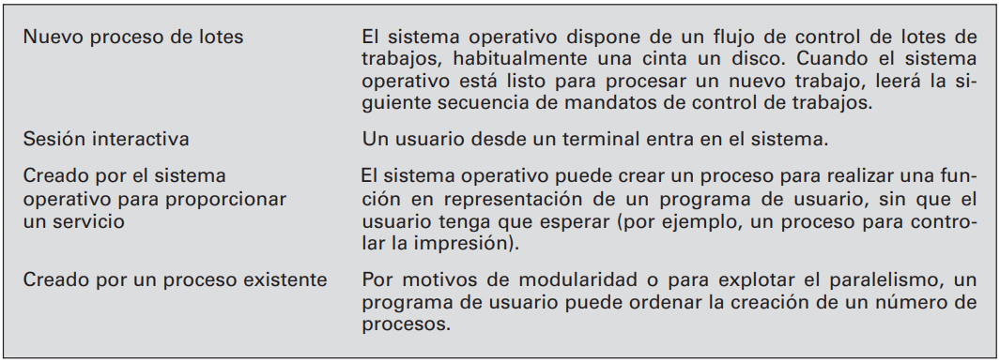 Nuevo proceso de lotes
El sistema operativo dispone de un flujo de control de lotes de
trabajos, habitualmente una cinta un disco. Cuando el sistema
operativo está listo para procesar un nuevo trabajo, leerá la si-
guiente secuencia de mandatos de control de trabajos.
Sesión interactiva
Un usuario desde un terminal entra en el sistema.
Creado por el sistema
operativo para proporcionar
un servicio
El sistema operativo puede crear un proceso para realizar una fun-
ción en representación de un programa de usuario, sin que el
usuario tenga que esperar (por ejemplo, un proceso para contro-
lar la impresión).
Creado por un proceso existente
Por motivos de modularidad o para explotar el paralelismo, un
programa de usuario puede ordenar la creación de un número de
procesos.